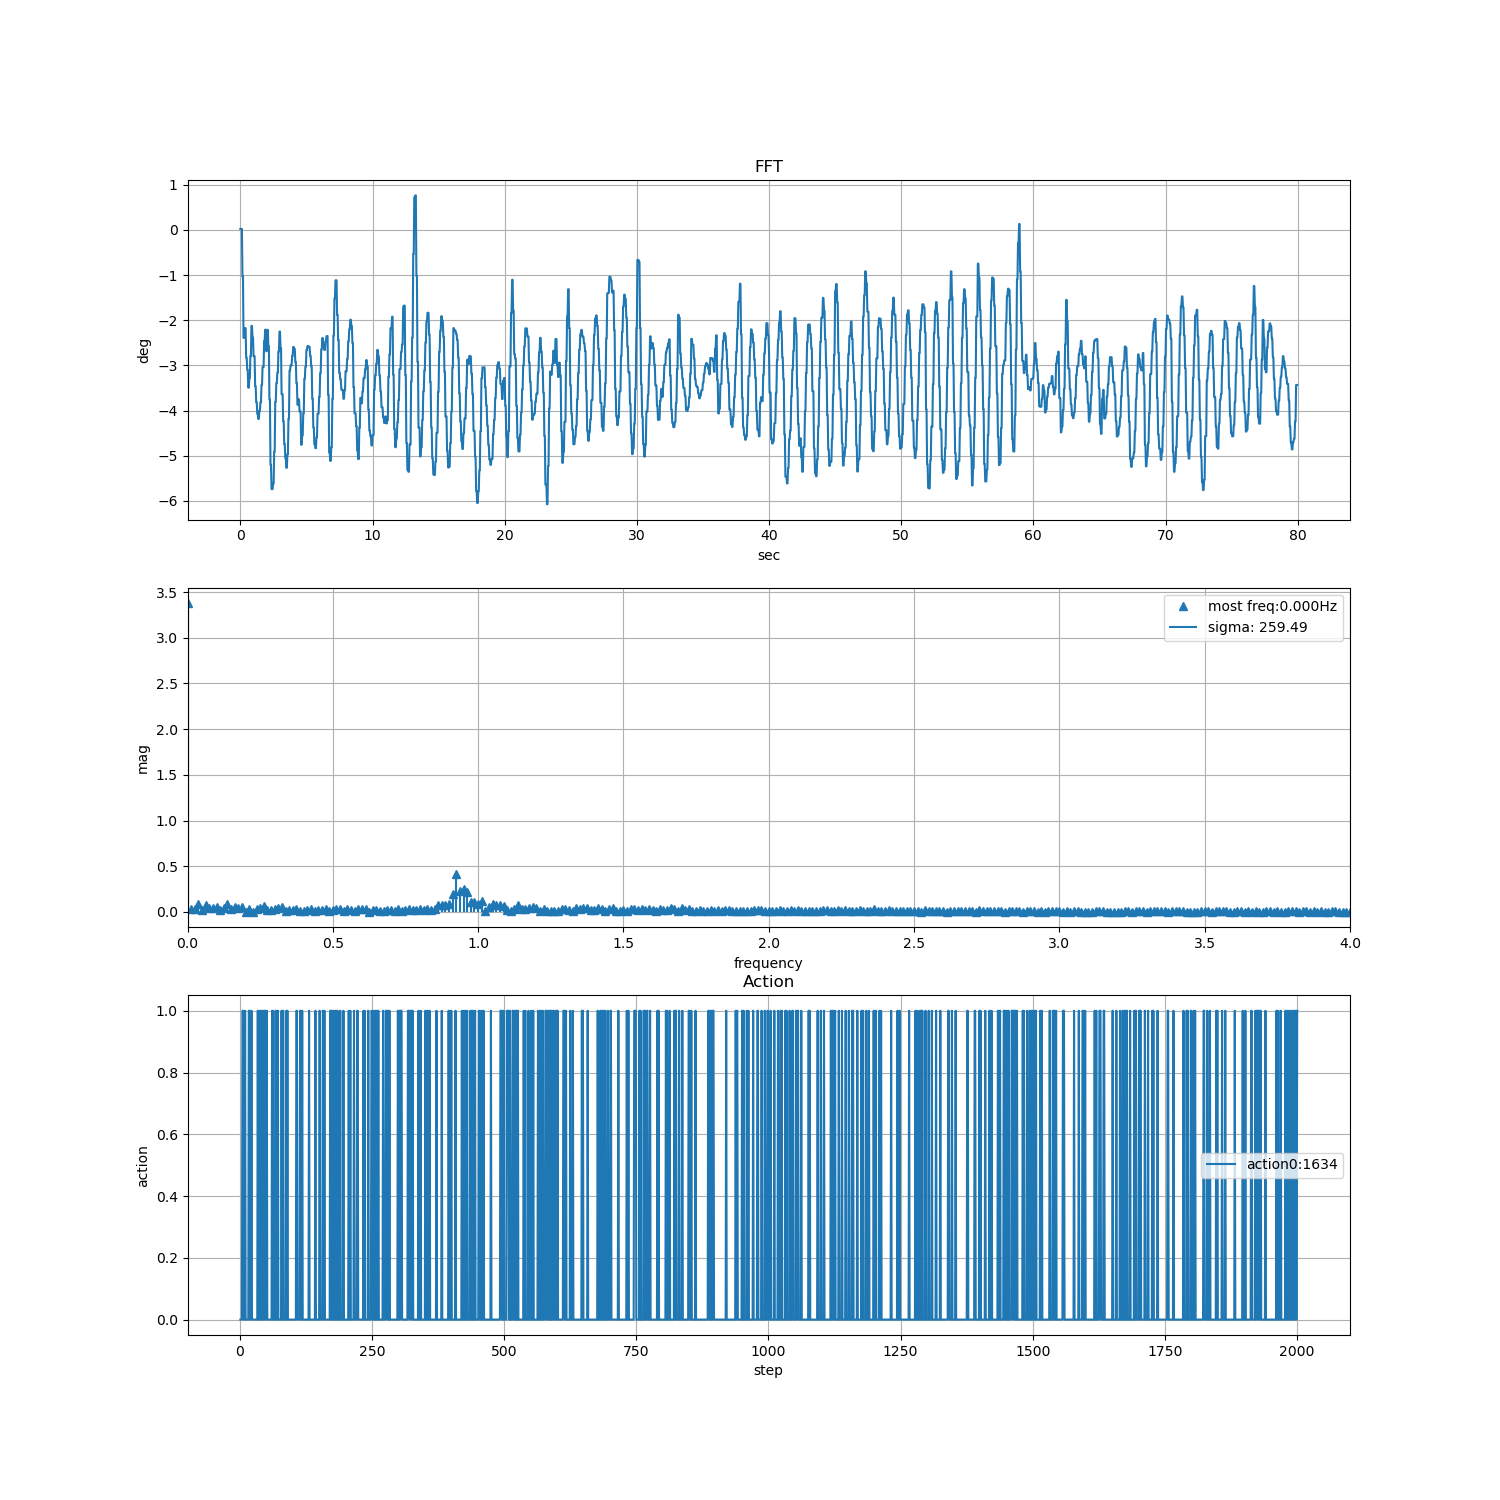 FFT
1
0
−1
−2
−3
−4
−5
−6
deg
0 10 20 30 40 50 60 70 80
sec
3.5
3.0
2.5
2.0
1.5
1.0
0.5
0.0
mag
most freq:0.000Hz
sigma: 259.49
0.0 0.5 1.0 1.5 2.0 2.5 3.0 3.5 4.0
frequency
Action
1.0
0.8
0.6
0.4
0.2
0.0
action
action0:1634
0 250 500 750 1000 1250 1500 1750 2000
step